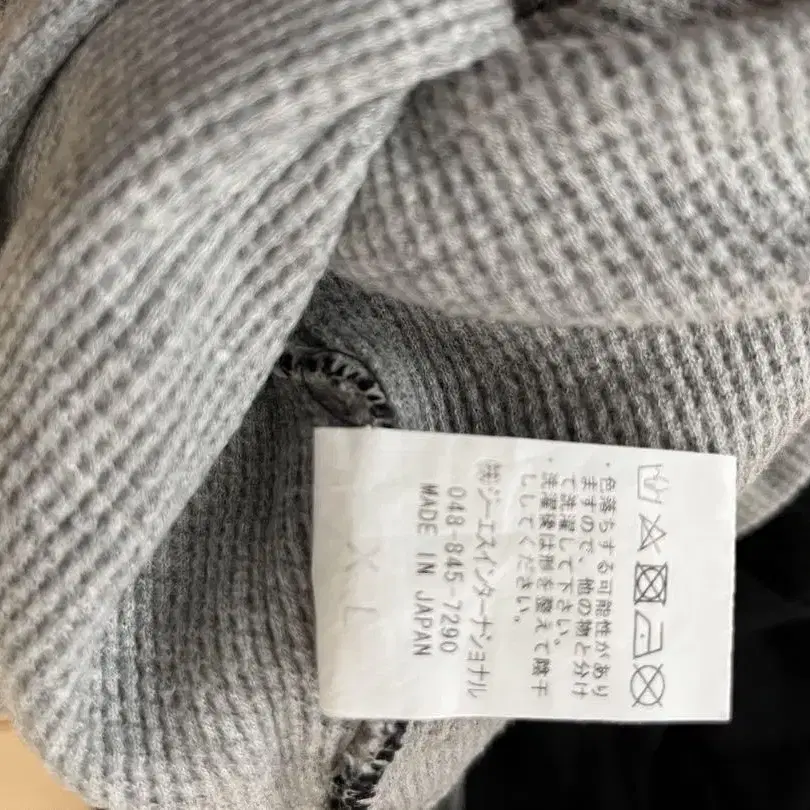 ・色落ちする可能性があり
ますので、他の物と分け
て洗濯して下さい。
・洗濯後は形を整えて陰干
ししてください。
㈱ジーエスインターナショナル
048-845-7290
MADE IN JAPAN
XL